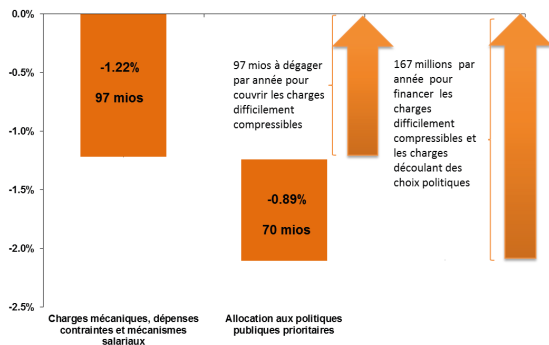 0.0%
-0.5%
-1.0%
-1.5%
-2.0%
-2.5%
-1.22%
97 mios
-0.89%
70 mios
97 mios à dégager
par année pour
couvrir les charges
difficilement
compressibles
167 millions par
année pour
financer les
charges
difficilement
compressibles et
les charges
découlant des
choix politiques
Charges mécaniques, dépenses
contraintes et mécanismes
salariaux
Allocation aux politiques
publiques prioritaires